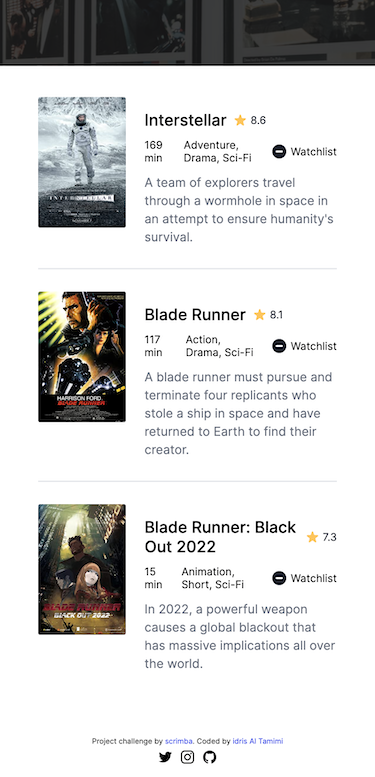 Interstellar 8.6
169 min Adventure, Drama, Sci-Fi Watchlist
A team of explorers travel
through a wormhole in space in
an attempt to ensure humanity's
survival.
INTERSTELLAR
Blade Runner 8.1
117 min Action, Drama, Sci-Fi Watchlist
A blade runner must pursue and
terminate four replicants who
stole a ship in space and have
returned to Earth to find their
creator.
HARRISON FORD
BLADE RUNNER
Blade Runner: Black
Out 2022 7.3
15 min Animation, Short, Sci-Fi Watchlist
In 2022, a powerful weapon
causes a global blackout that
has massive implications all over
the world.
BLADE RUNNER
BLACK OUT 2022
Project challenge by scrimba. Coded by idris Al Tamimi